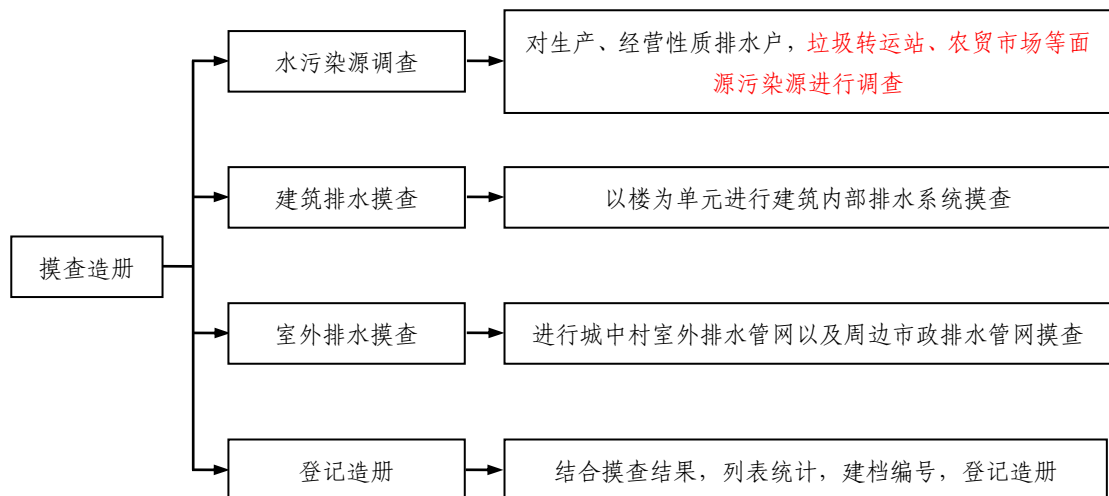 摸查造册
水污染源调查
对生产、经营性质排水户，垃圾转运站、农贸市场等面
源污染源进行调查
建筑排水摸查
以楼为单元进行建筑内部排水系统摸查
室外排水摸查
进行城中村室外排水管网以及周边市政排水管网摸查
登记造册
结合摸查结果，列表统计，建档编号，登记造册